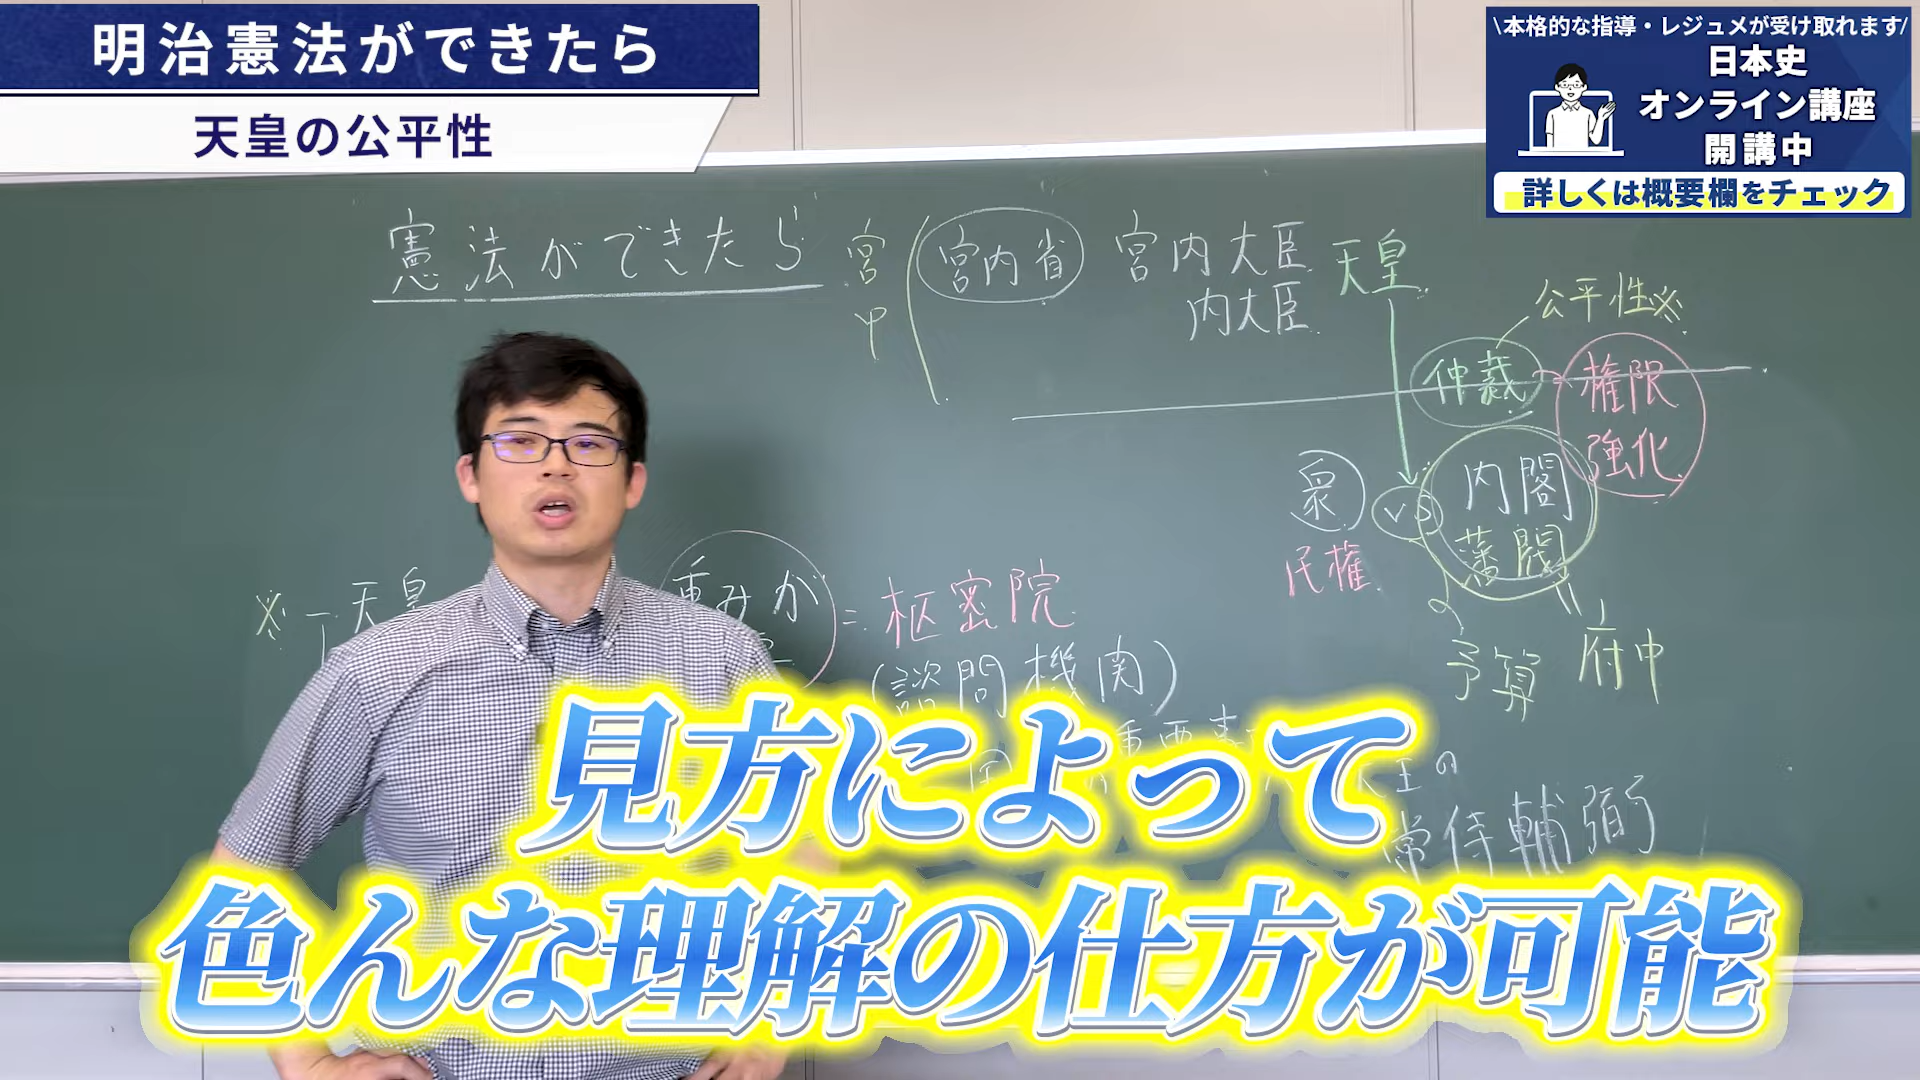 明治憲法ができたら
天皇の公平性
\本格的な指導・レジュメが受け取れます/
日本史
オンライン講座
開講中
詳しくは概要欄をチェック
憲法ができたら
宮中
宮内省
宮内大臣
内大臣
天皇
公平性※
仲裁
権限
強化
衆
vs
内閣
藩閥
民権
予算
府中
※
天皇
重みが
=枢密院
(諮問機関)
常侍輔弼
見方によって
色んな理解の仕方が可能